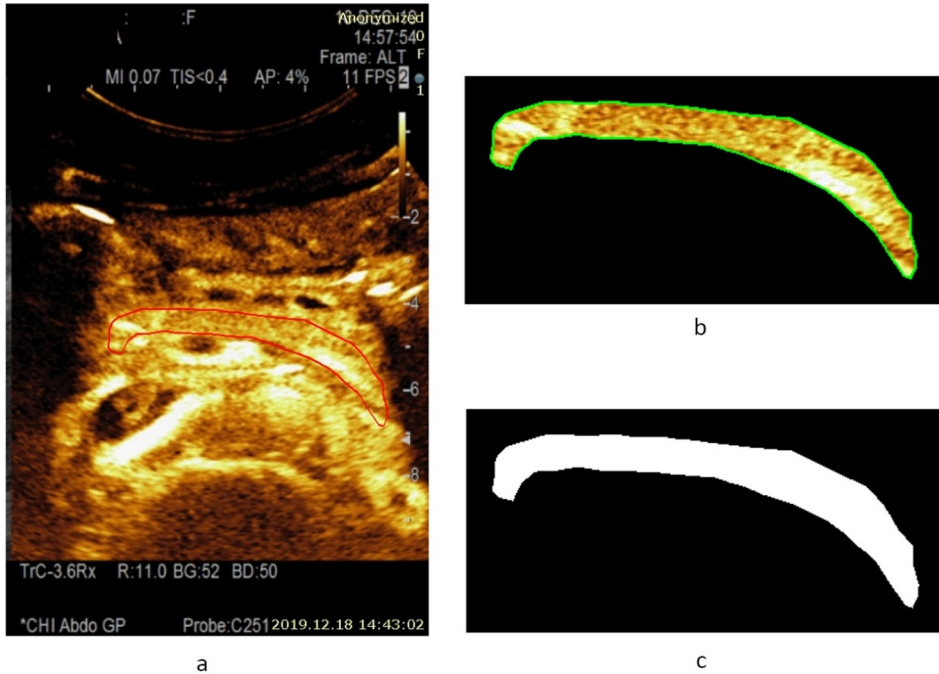 : :F
Anonymized
14:57:54
0
Frame: ALT F
MI 0.07 TIS<0.4 AP: 4% 11 FPS 2
1
2
4
6
8
TrC-3.6Rx R:11.0 BG:52 BD:50
*CHI Abdo GP Probe:C251 2019.12.18 14:43:02
a
b
c